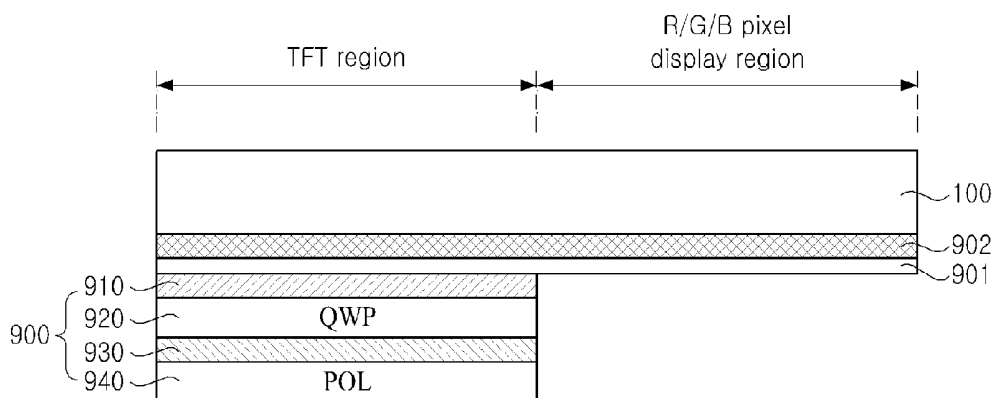 R/G/B pixel
TFT region
display region
100
902
901
910
920
QWP
900
930
940
POL